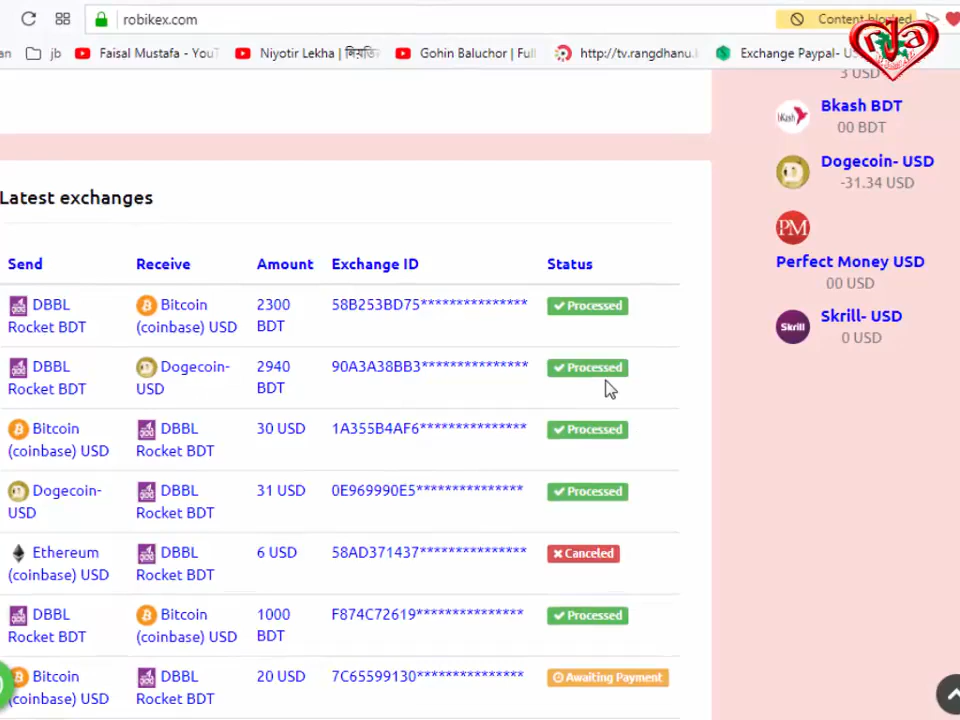 robikex.com
Content blocked
an
jb
Faisal Mustafa - YouT
Niyotir Lekha |
Gohin Baluchor | Full
http://tv.rangdhanu.
Exchange Paypal- US
3 USD
Bkash BDT
00 BDT
Dogecoin- USD
-31.34 USD
PM
Perfect Money USD
00 USD
Skrill
Skrill- USD
0 USD
Latest exchanges
Send Receive Amount Exchange ID Status
DBBL Rocket BDT Bitcoin (coinbase) USD 2300 BDT 58B253BD75*************** Processed
DBBL Rocket BDT Dogecoin- USD 2940 BDT 90A3A38BB3*************** Processed
Bitcoin (coinbase) USD DBBL Rocket BDT 30 USD 1A355B4AF6*************** Processed
Dogecoin- USD DBBL Rocket BDT 31 USD 0E969990E5*************** Processed
Ethereum (coinbase) USD DBBL Rocket BDT 6 USD 58AD371437*************** Canceled
DBBL Rocket BDT Bitcoin (coinbase) USD 1000 BDT F874C72619*************** Processed
Bitcoin (coinbase) USD DBBL Rocket BDT 20 USD 7C65599130*************** Awaiting Payment